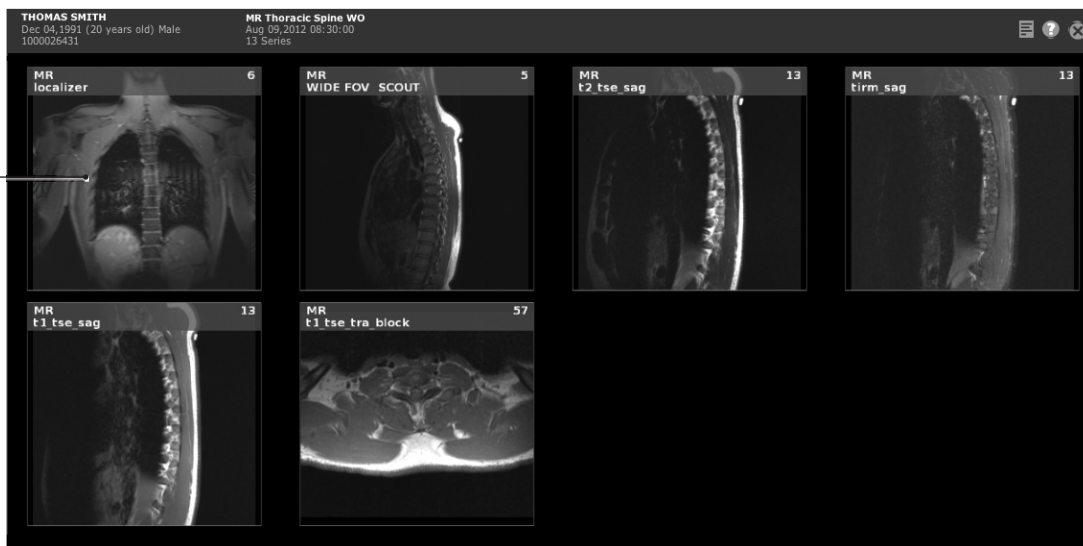 THOMAS SMITH
Dec 04,1991 (20 years old) Male
1000026431
MR Thoracic Spine WO
Aug 09,2012 08:30:00
13 Series
?
MR 6
localizer
MR 5
WIDE FOV SCOUT
MR 13
t2_tse_sag
MR 13
tirm_sag
MR 13
t1_tse_sag
MR 57
t1_tse_tra_block